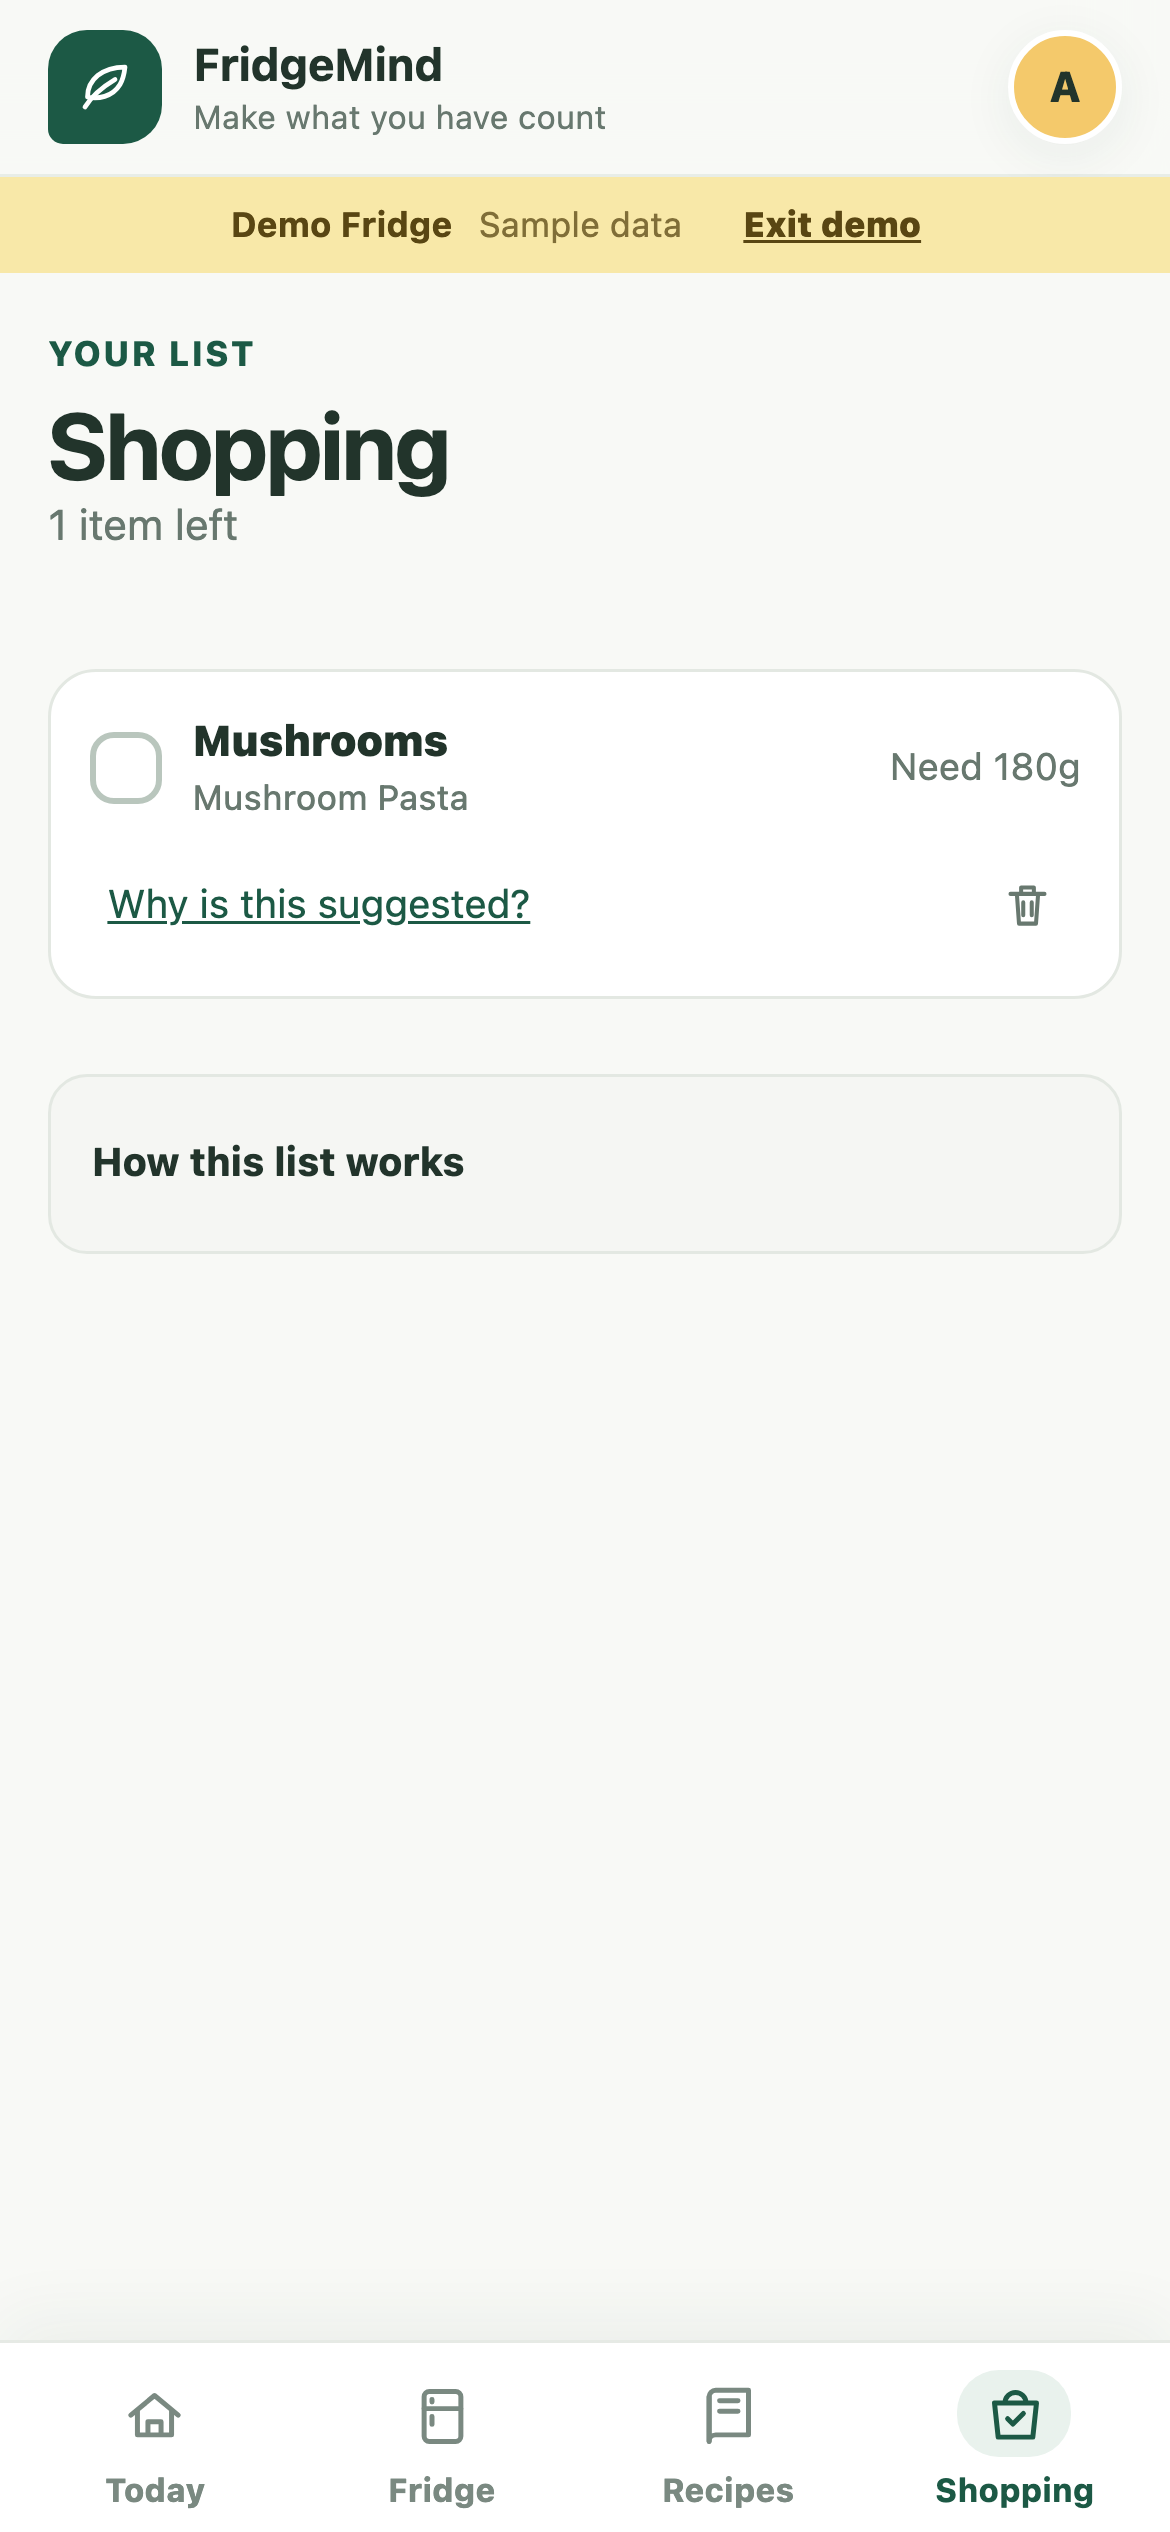 FridgeMind
Make what you have count
A
Demo Fridge Sample data Exit demo
YOUR LIST
Shopping
1 item left
Mushrooms
Mushroom Pasta
Need 180g
Why is this suggested?
How this list works
Today Fridge Recipes Shopping